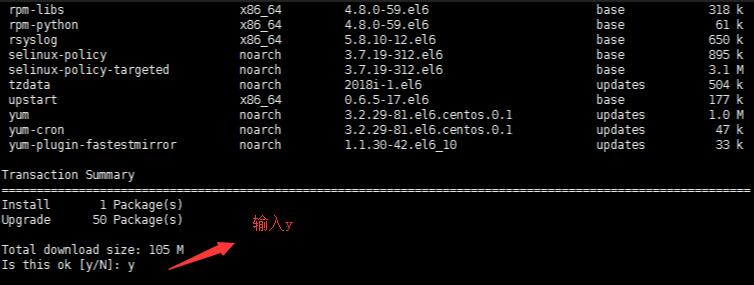 rpm-libs x86_64 4.8.0-59.el6 base 318 k
rpm-python x86_64 4.8.0-59.el6 base 61 k
rsyslog x86_64 5.8.10-12.el6 base 650 k
selinux-policy noarch 3.7.19-312.el6 base 895 k
selinux-policy-targeted noarch 3.7.19-312.el6 base 3.1 M
tzdata noarch 2018i-1.el6 updates 504 k
upstart x86_64 0.6.5-17.el6 base 177 k
yum noarch 3.2.29-81.el6.centos.0.1 updates 1.0 M
yum-cron noarch 3.2.29-81.el6.centos.0.1 updates 47 k
yum-plugin-fastestmirror noarch 1.1.30-42.el6_10 updates 33 k
Transaction Summary
================================================================================
Install 1 Package(s)
Upgrade 50 Package(s)
输入y
Total download size: 105 M
Is this ok [y/N]: y